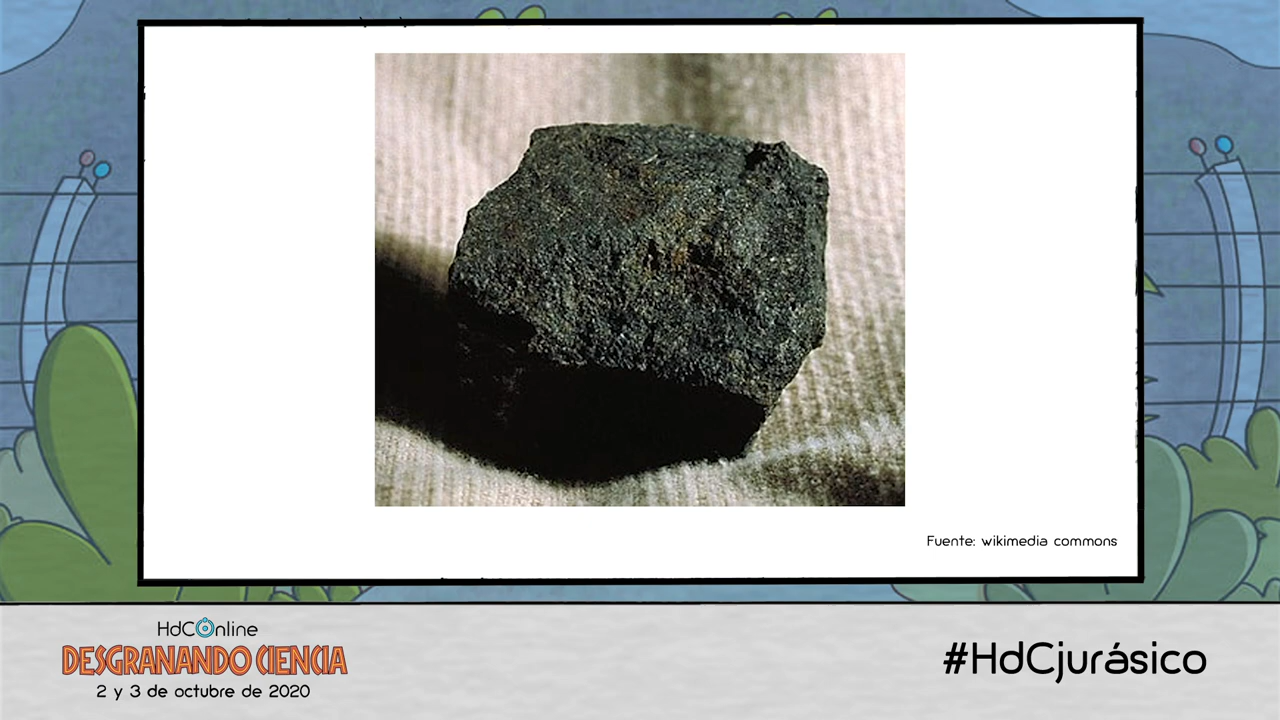 Fuente: wikimedia commons
HdCOnline
DESGRANANDO CIENCIA
2 y 3 de octubre de 2020
#HdCjurásico